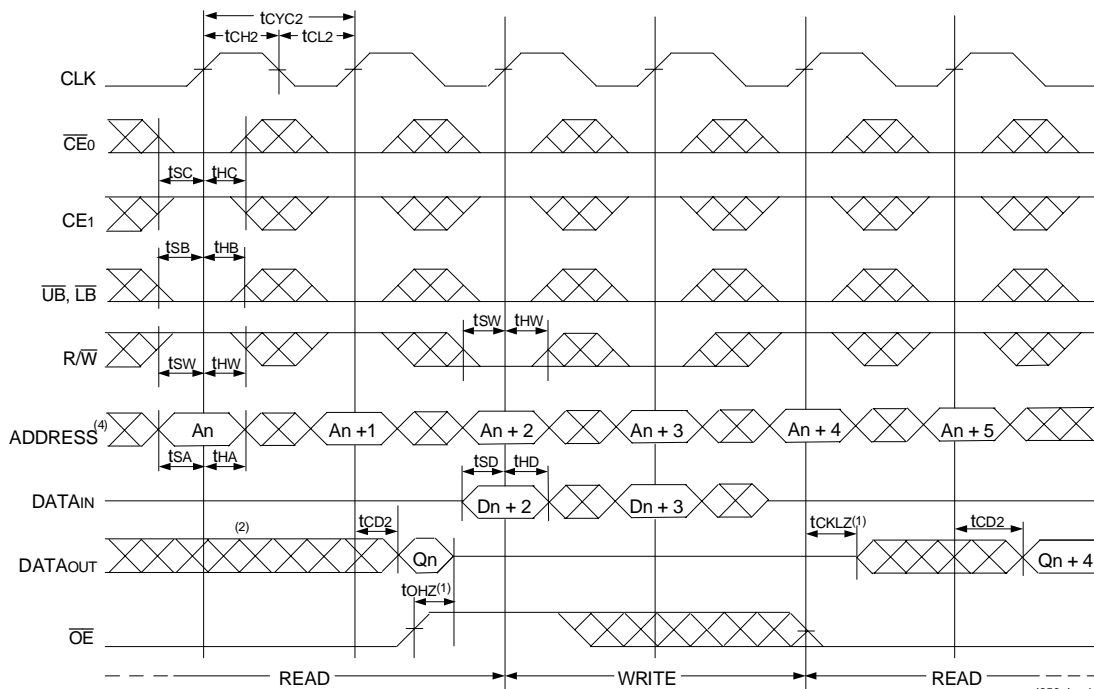 tCYC2
tCH2 tCL2
CLK
CE0
tSC tHC
CE1
tSB tHB
UB, LB
tSW tHW
R/W
tSW tHW
ADDRESS(4) An An +1 An + 2 An + 3 An + 4 An + 5
tSA tHA
tSD tHD
DATAIN Dn + 2 Dn + 3
(2) tCD2 tCKLZ(1) tCD2
DATAOUT Qn Qn + 4
tOHZ(1)
OE
READ WRITE READ